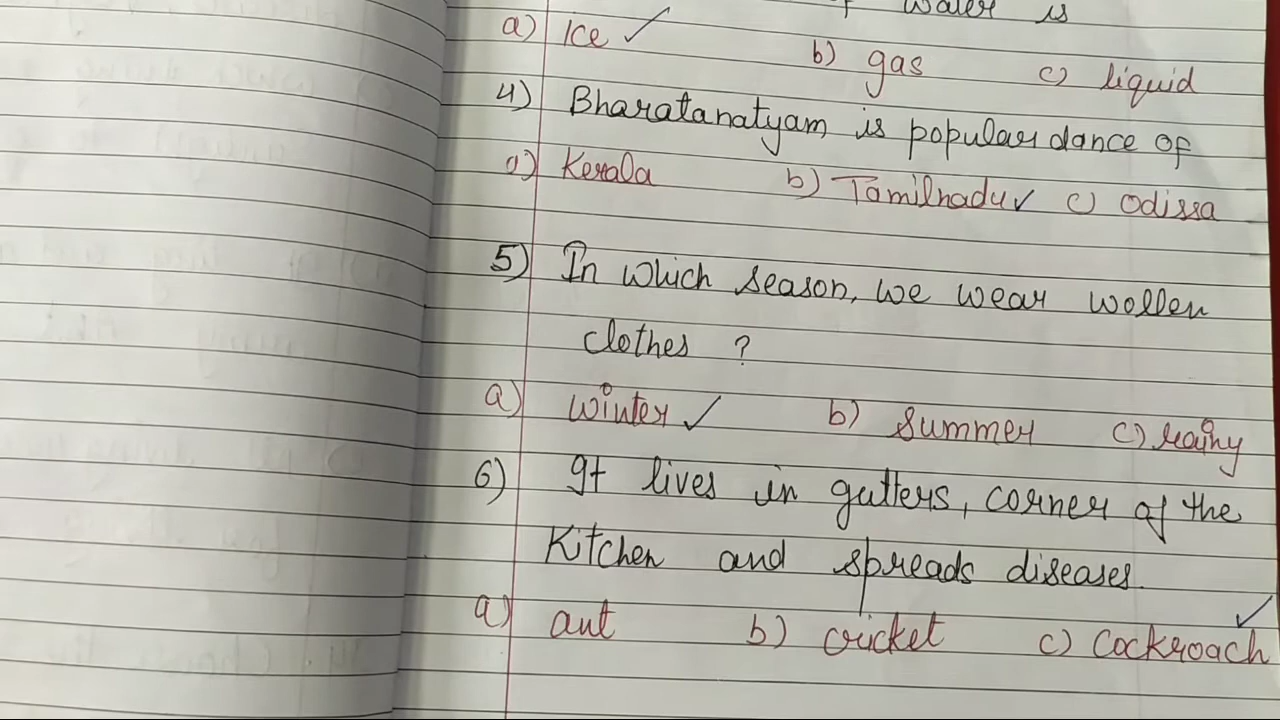 water is
a) Ice ✓ b) gas c) liquid
4) Bharatanatyam is popular dance of
a) Kerala b) Tamilnadu ✓ c) Odissa
5) In which season, we wear wollen
clothes ?
a) winter ✓ b) summer c) rainy
6) It lives in gutters, corner of the
Kitchen and spreads diseases.
a) ant b) cricket c) Cockroach ✓